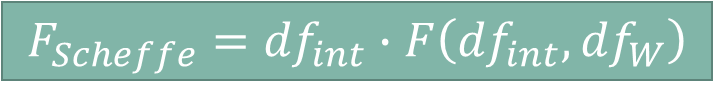 F_Scheffe = df_int · F(df_int, df_W)